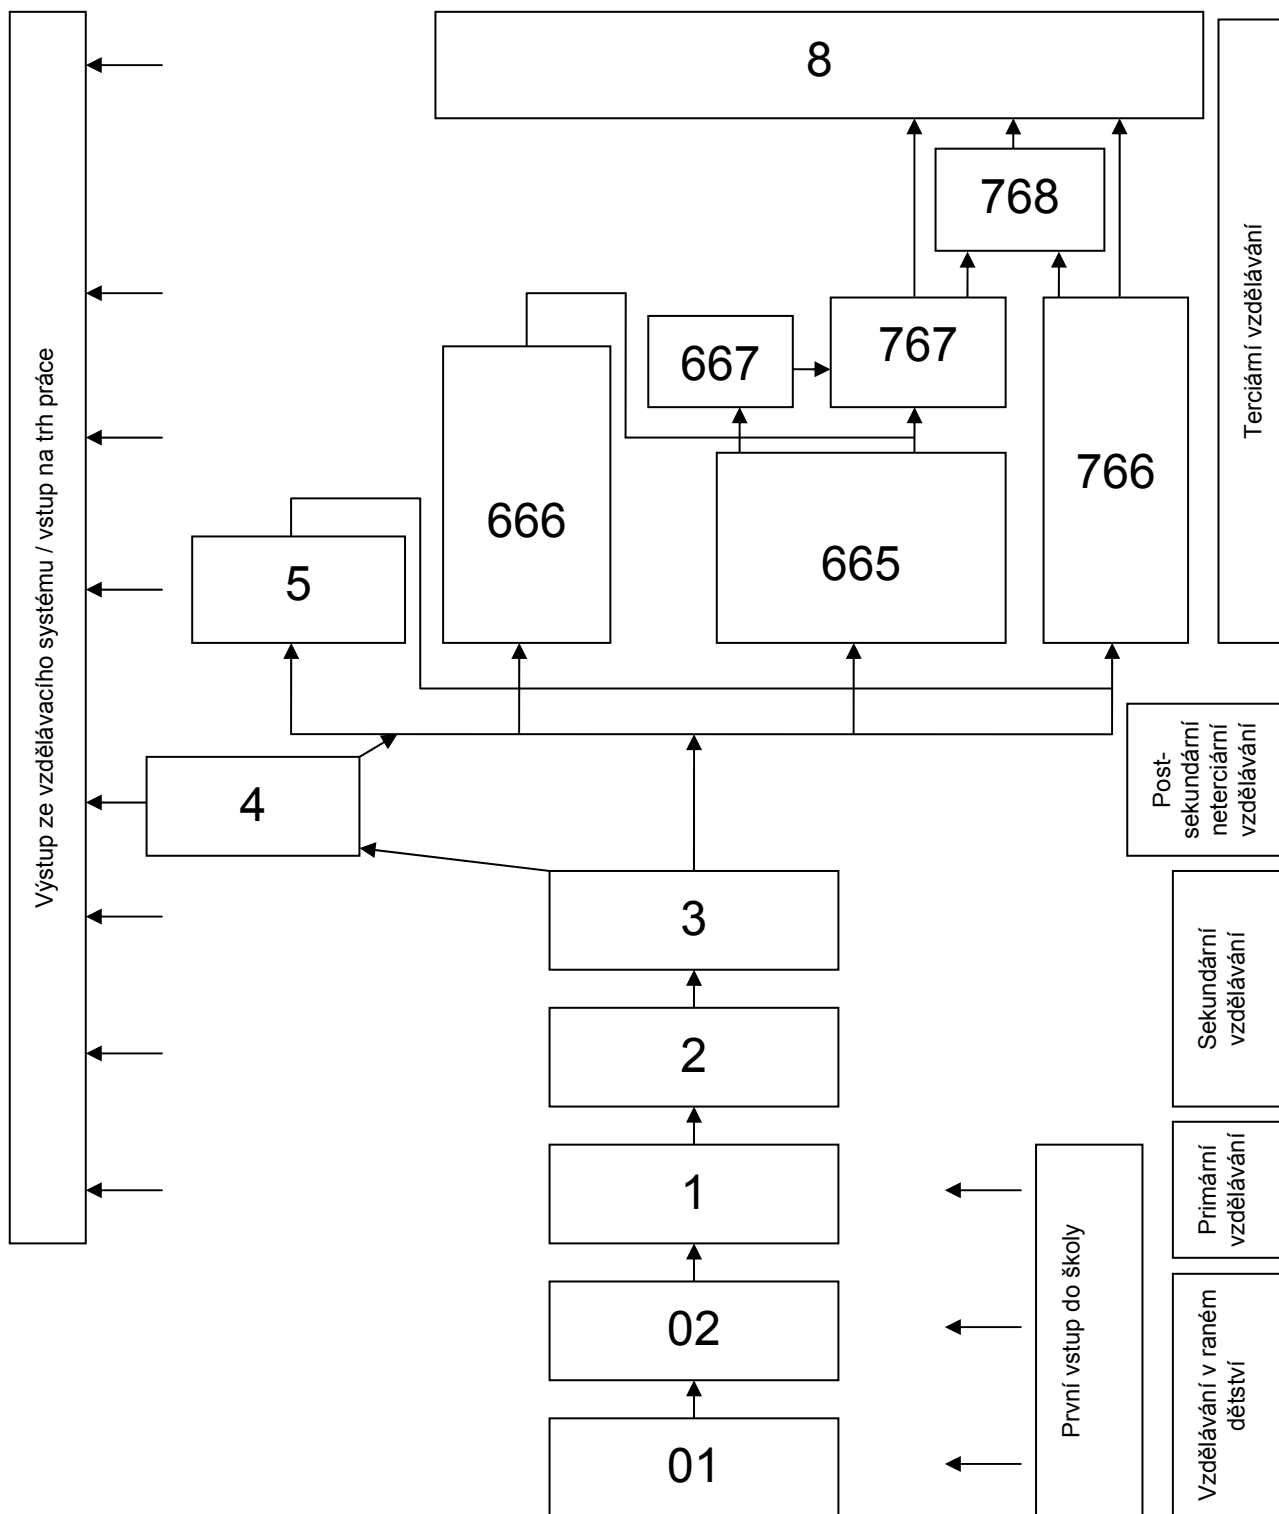 8
768
767
667
766
666
665
5
4
3
2
1
02
01
Výstup ze vzdělávacího systému / vstup na trh práce
První vstup do školy
Terciární vzdělávání
Post-
sekundární
neterciární
vzdělávání
Sekundární
vzdělávání
Primární
vzdělávání
Vzdělávání v raném
dětství